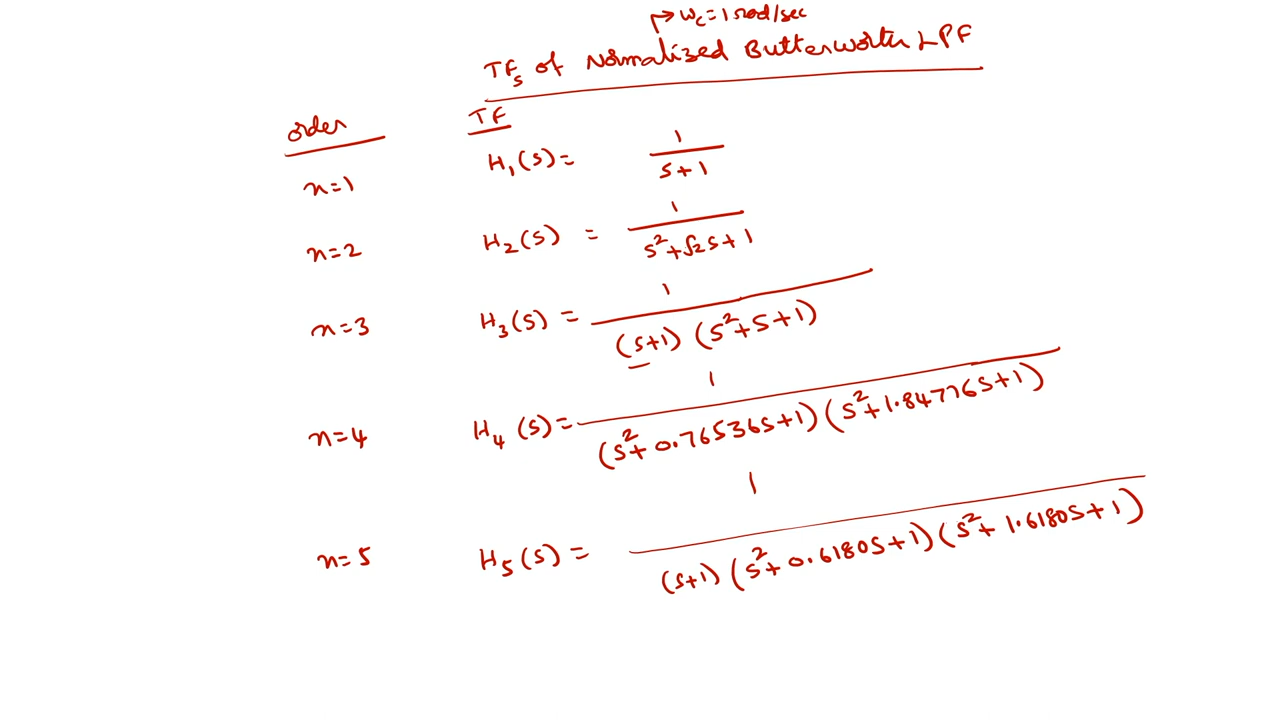 → ωc = 1 rad/sec
TFs of Normalized Butterworth LPF
order TF
n=1 H₁(s) = 1 / (s+1)
n=2 H₂(s) = 1 / (s²+√2s+1)
n=3 H₃(s) = 1 / ((s+1) (s²+s+1))
n=4 H₄(s) = 1 / ((s²+0.76536s+1) (s²+1.84776s+1))
n=5 H₅(s) = 1 / ((s+1) (s²+0.6180s+1) (s²+1.6180s+1))